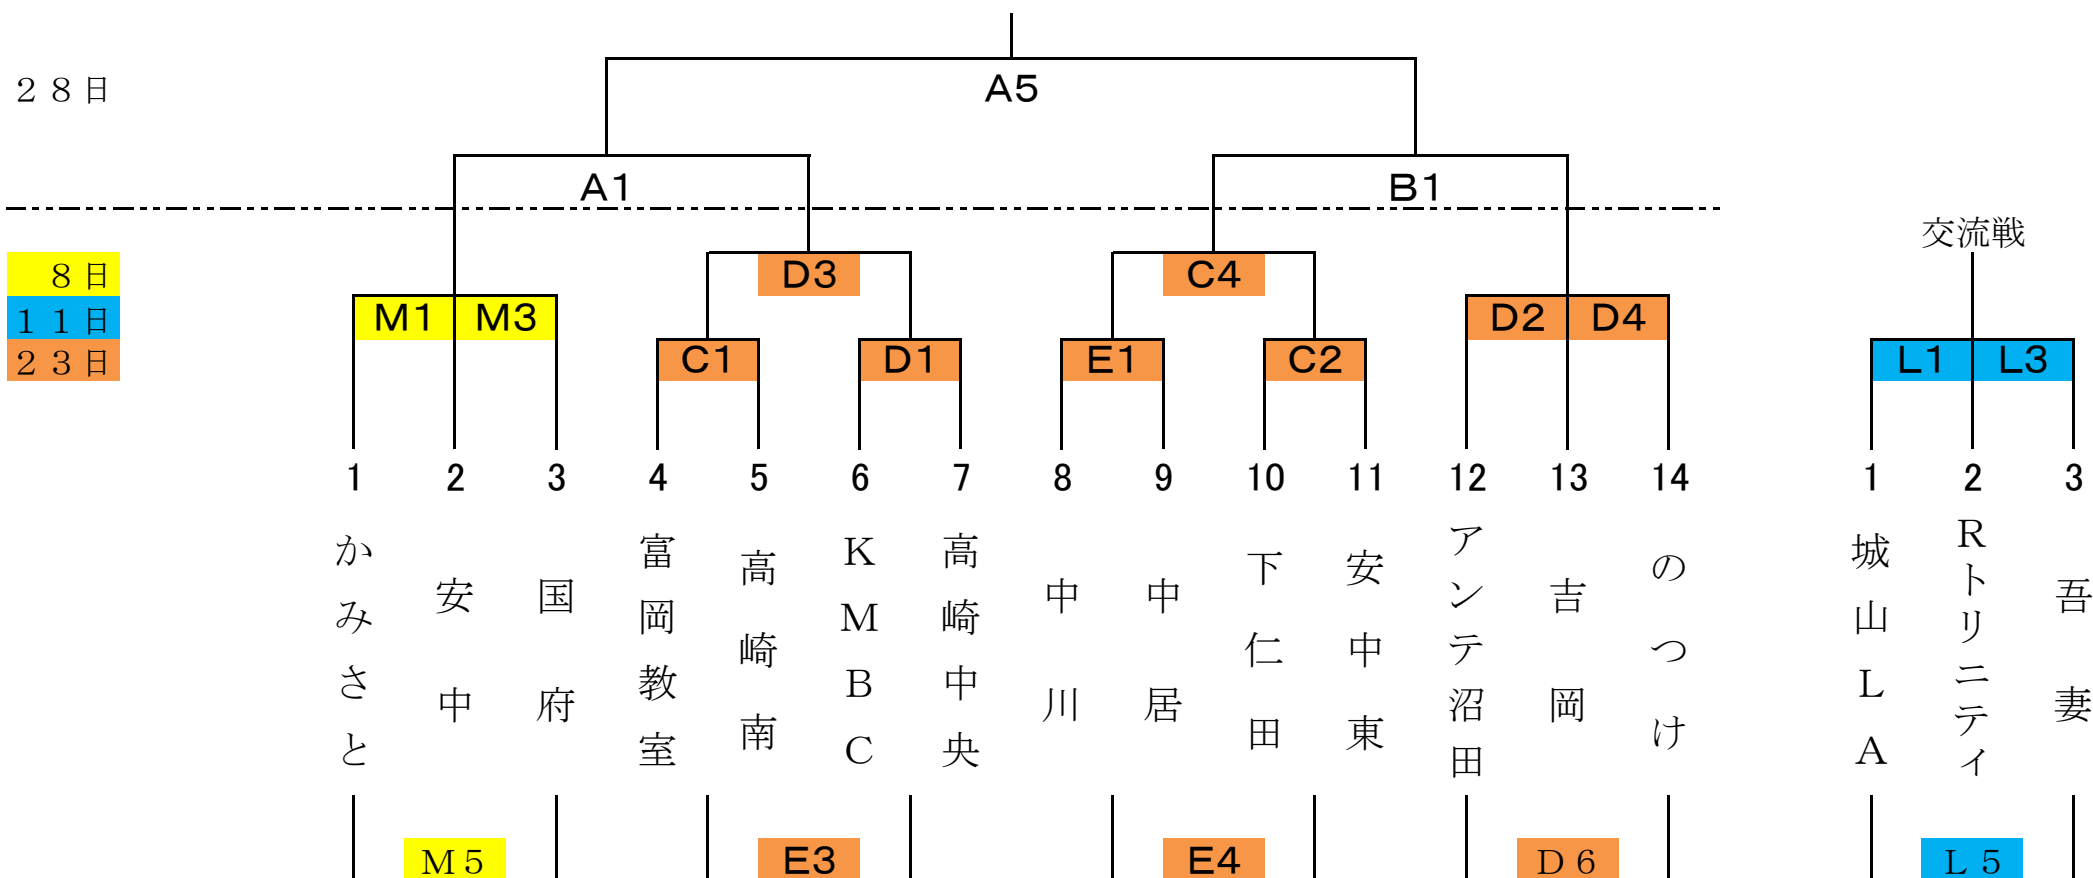 ２８日
A5
A1
B1
交流戦
８日
D3
C4
１１日
M1 M3
D2 D4
２３日
C1
D1
E1
C2
L1 L3
1 2 3 4 5 6 7 8 9 10 11 12 13 14 1 2 3
かみさと
安中
国府
富岡教室
高崎南
ＫＭＢＣ
高崎中央
中川
中居
下仁田
安中東
アンテ沼田
吉岡
のつけ
城山ＬＡ
Ｒトリニティ
吾妻
Ｍ５
E3
E4
Ｄ６
Ｌ５